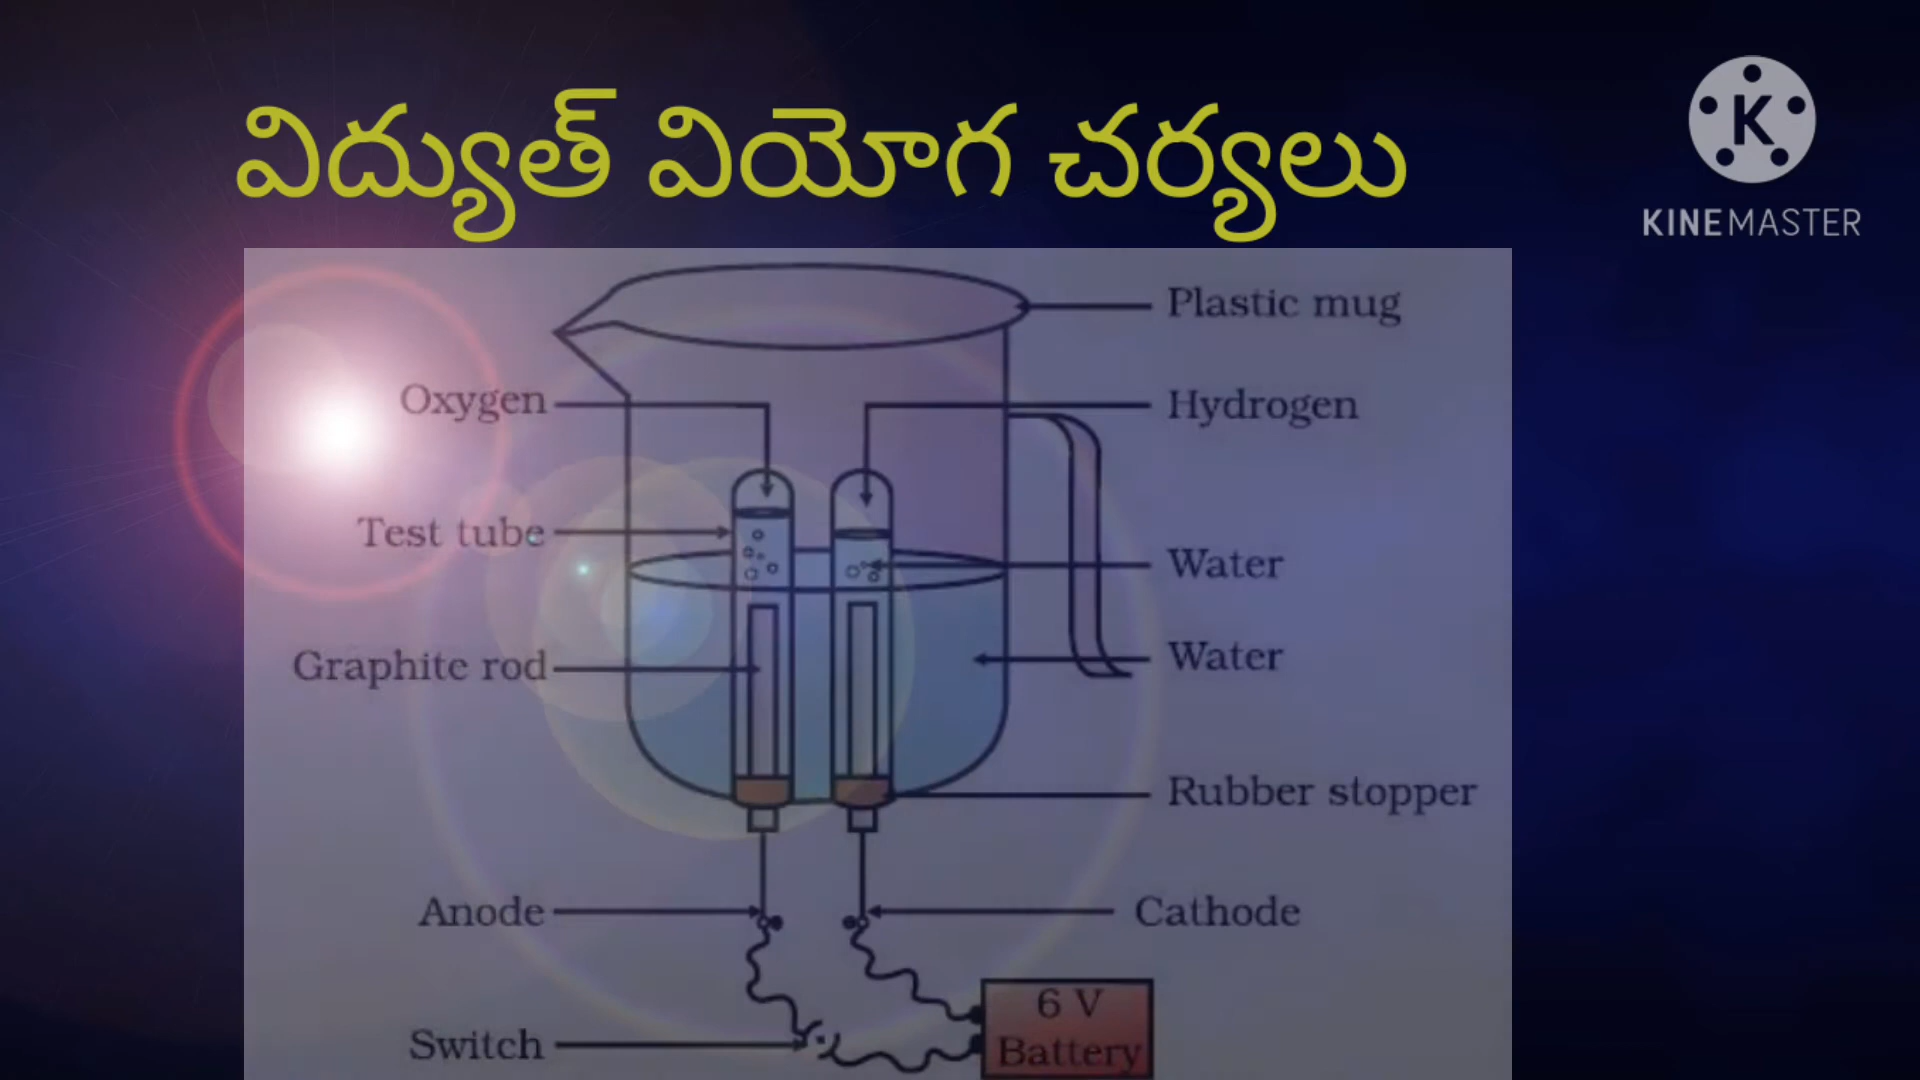 విద్యుత్ వియోగ చర్యలు
K
KINEMASTER
Plastic mug
Oxygen
Hydrogen
Test tube
Water
Graphite rod
Water
Rubber stopper
Anode
Cathode
6 V
Switch
Battery